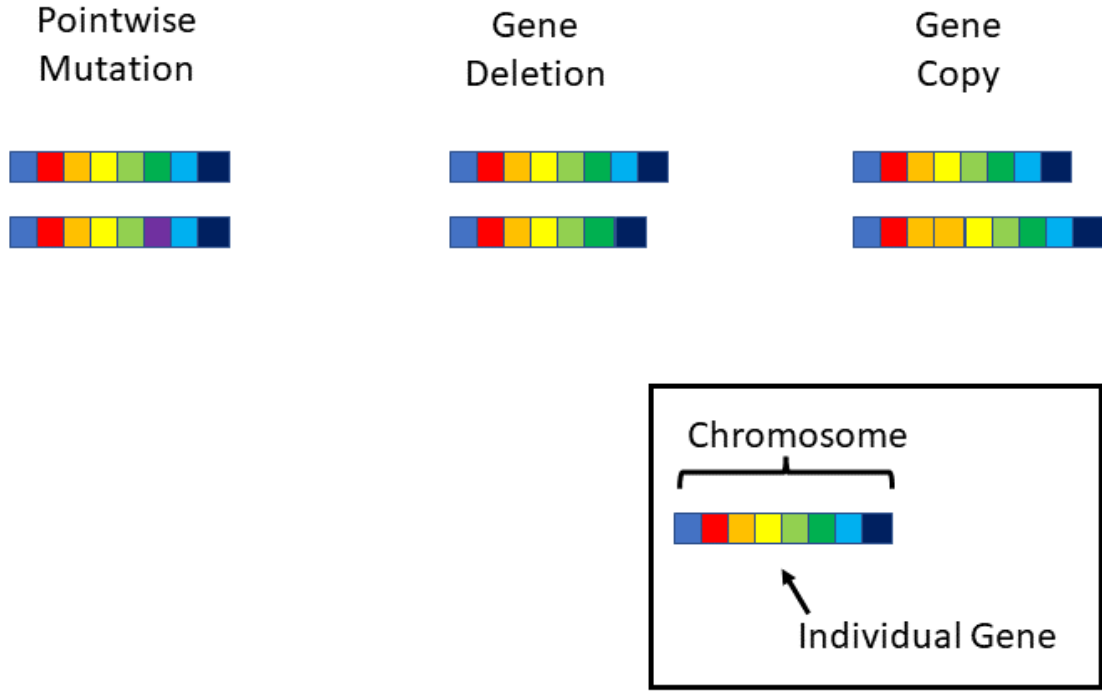 Pointwise
Mutation
Gene
Deletion
Gene
Copy
Chromosome
Individual Gene